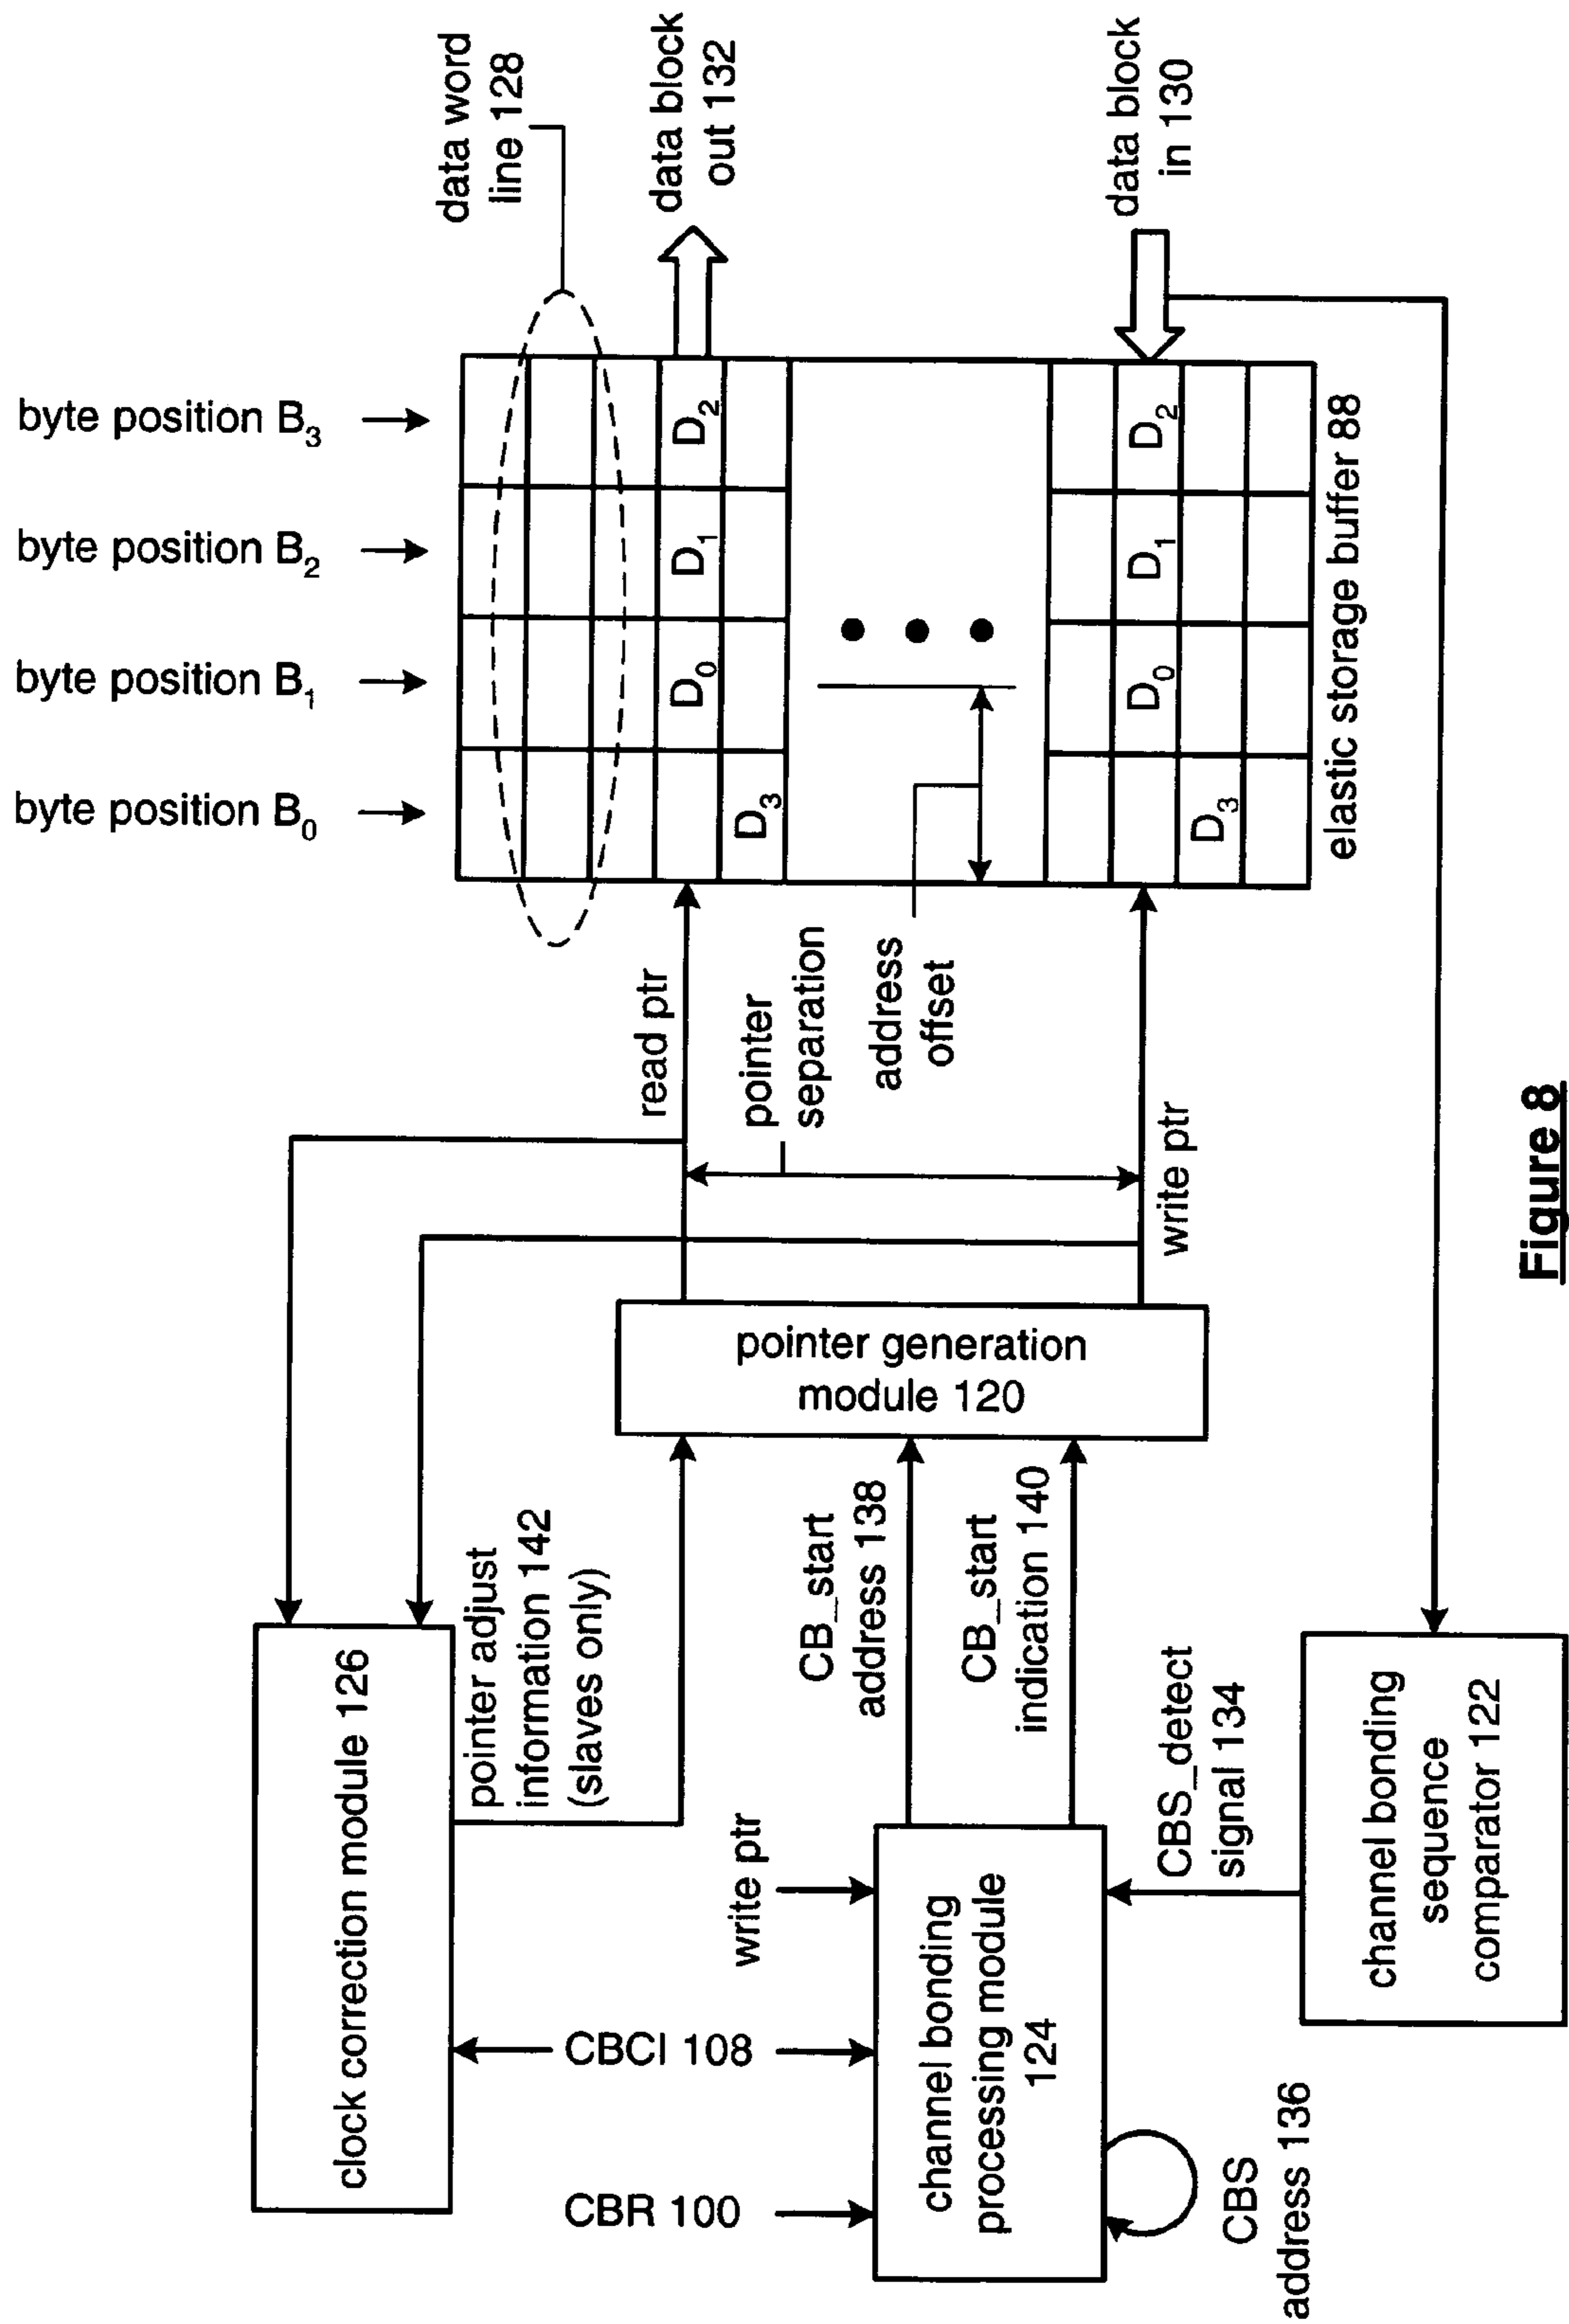 byte position B0
byte position B1
byte position B2
byte position B3
data word
line 128
data block
out 132
data block
in 130
D0
D1
D2
D3
D0
D1
D2
D3
elastic storage buffer 88
read ptr
pointer
separation
address
offset
write ptr
pointer generation
module 120
clock correction module 126
pointer adjust
information 142
(slaves only)
CB_start
address 138
CB_start
indication 140
CBS_detect
signal 134
write ptr
CBCI 108
CBR 100
channel bonding
processing module
124
channel bonding
sequence
comparator 122
CBS
address 136
Figure 8